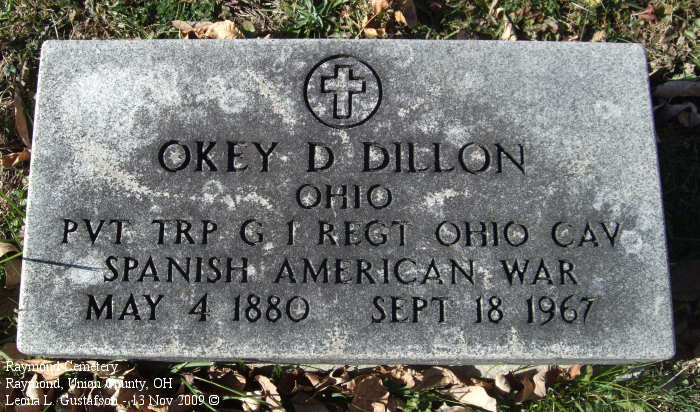 OKEY D DILLON
OHIO
PVT TRP G 1 REGT OHIO CAV
SPANISH AMERICAN WAR
MAY 4 1880 SEPT 18 1967
Raymond Cemetery
Raymond, Union County, OH
Leona L. Gustafson - 13 Nov 2009 ©